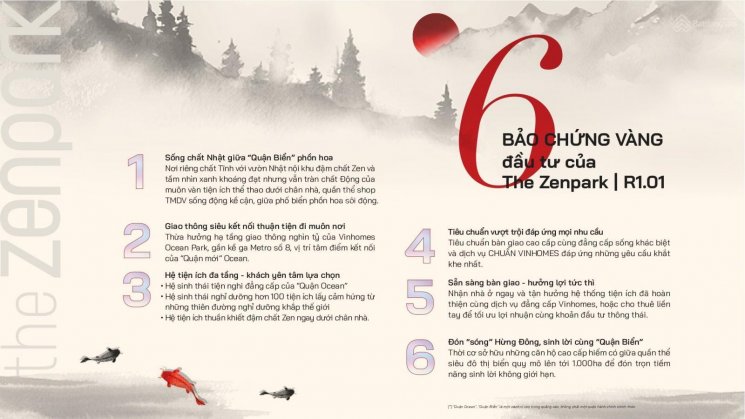 the zenpark
6
BẢO CHỨNG VÀNG
đầu tư của
The Zenpark | R1.01
1
Sống chất Nhật giữa “Quận Biển” phồn hoa
Nơi riêng chất Tĩnh với vườn Nhật nội khu đậm chất Zen và
tầm nhìn xanh khoáng đạt nhưng vẫn tràn chất Động của
muôn vàn tiện ích thể thao dưới chân nhà, quần thể shop
TMDV sống động kề cận, giữa phố biển phồn hoa sôi động.
2
Giao thông siêu kết nối thuận tiện đi muôn nơi
Thừa hưởng hạ tầng giao thông nghìn tỷ của Vinhomes
Ocean Park, gần kề ga Metro số 8, vị trí tâm điểm kết nối
của “Quận mới” Ocean.
3
Hệ tiện ích đa tầng - khách yên tâm lựa chọn
• Hệ sinh thái tiện nghi đẳng cấp của “Quận Ocean”
• Hệ sinh thái nghỉ dưỡng hơn 100 tiện ích lấy cảm hứng từ
những thiên đường nghỉ dưỡng khắp thế giới
• Hệ tiện ích thuần khiết đậm chất Zen ngay dưới chân nhà.
4
Tiêu chuẩn vượt trội đáp ứng mọi nhu cầu
Tiêu chuẩn bàn giao cao cấp cùng đẳng cấp sống khác biệt
và dịch vụ CHUẨN VINHOMES đáp ứng những yêu cầu khắt
khe nhất.
5
Sẵn sàng bàn giao - hưởng lợi tức thì
Nhận nhà ở ngay và tận hưởng hệ thống tiện ích đã hoàn
thiện cùng dịch vụ đẳng cấp Vinhomes, hoặc cho thuê liền
tay để tối ưu lợi nhuận cùng khoản đầu tư thông thái.
6
Đón “sóng” Hừng Đông, sinh lời cùng “Quận Biển”
Thời cơ sở hữu những căn hộ cao cấp hiếm có giữa quần thể
siêu đô thị biển quy mô lên tới 1.000ha để đón trọn tiềm
năng sinh lời không giới hạn.